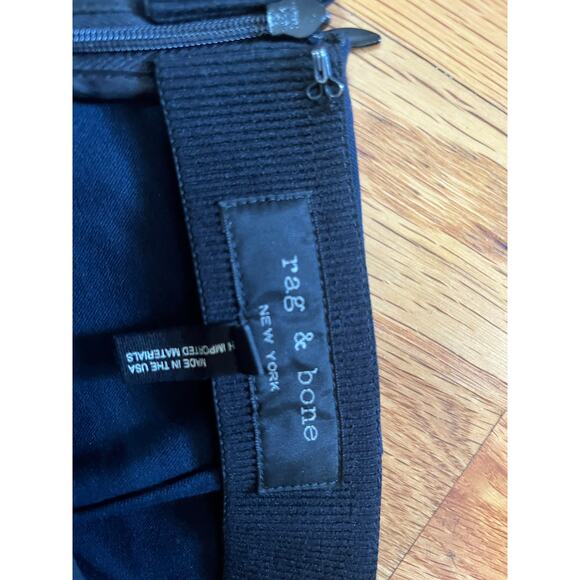 rag & bone
NEW YORK
MADE IN THE USA
H IMPORTED MATERIALS